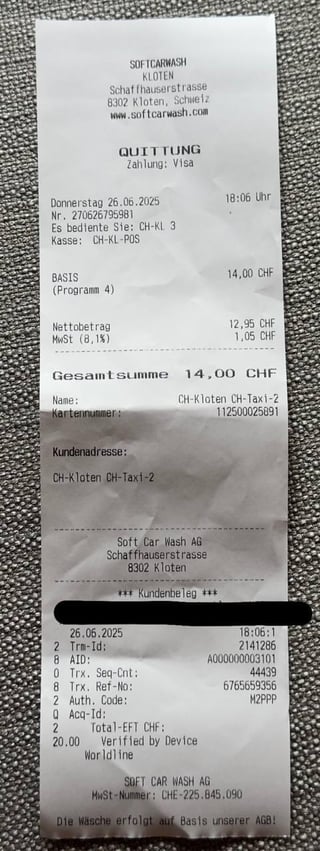 SOFTCARWASH
KLOTEN
Schaffhauserstrasse
8302 Kloten, Schweiz
www.softcarwash.com
QUITTUNG
Zahlung: Visa
Donnerstag 26.06.2025 18:06 Uhr
Nr. 270626795981
Es bediente Sie: CH-KL 3
Kasse: CH-KL-POS
BASIS 14,00 CHF
(Programm 4)
Nettobetrag 12,95 CHF
MwSt (8,1%) 1,05 CHF
Gesamtsumme 14,00 CHF
Name: CH-Kloten CH-Taxi-2
Kartennummer: 112500025891
Kundenadresse:
CH-Kloten CH-Taxi-2
Soft Car Wash AG
Schaffhauserstrasse
8302 Kloten
*** Kundenbeleg ***
26.06.2025 18:06:1
2 Trm-Id: 2141286
8 AID: A000000003101
0 Trx. Seq-Cnt: 44439
8 Trx. Ref-No: 6765659356
2 Auth. Code: M2PPP
0 Acq-Id:
2 Total-EFT CHF:
20.00 Verified by Device
Worldline
SOFT CAR WASH AG
MwSt-Nummer: CHE-225.845.090
Die Wäsche erfolgt auf Basis unserer AGB!